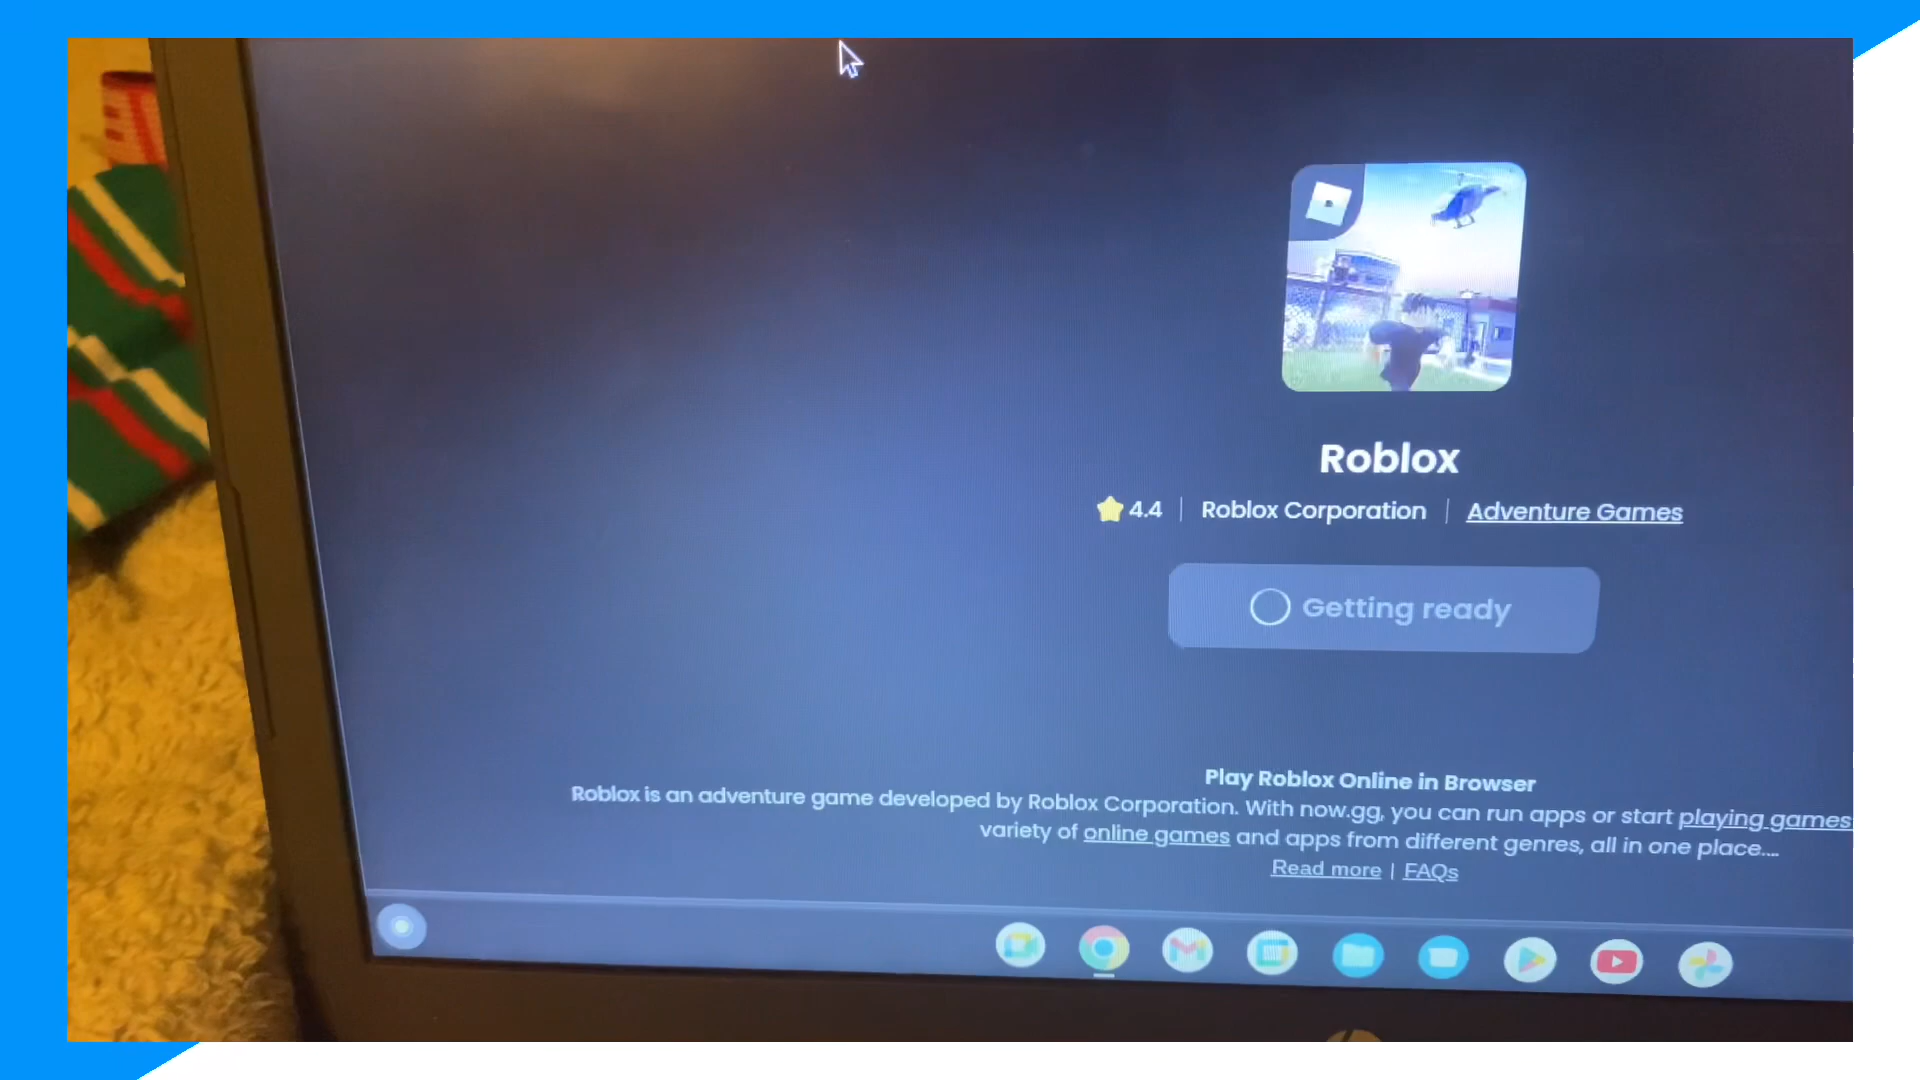 Roblox
4.4 | Roblox Corporation | Adventure Games
Getting ready
Play Roblox Online in Browser
Roblox is an adventure game developed by Roblox Corporation. With now.gg, you can run apps or start playing games
variety of online games and apps from different genres, all in one place....
Read more | FAQs